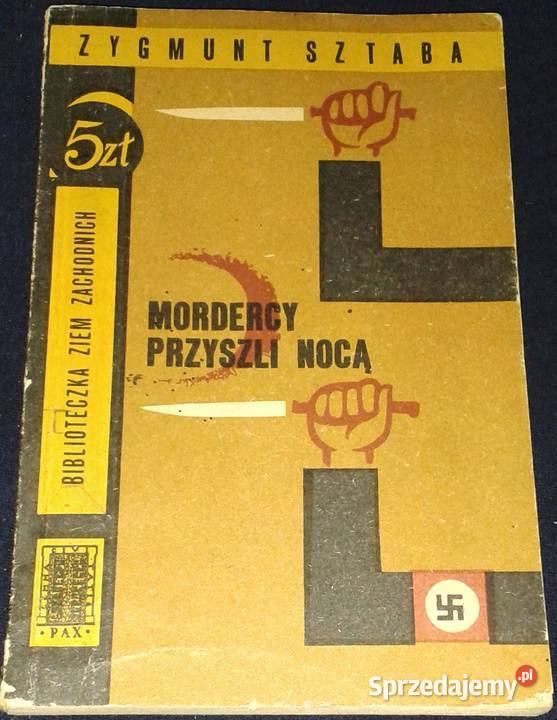 ZYGMUNT SZTABA
5zł
BIBLIOTECZKA ZIEM ZACHODNICH
MORDERCY
PRZYSZLI NOCĄ
· PAX ·
Sprzedajemy.pl